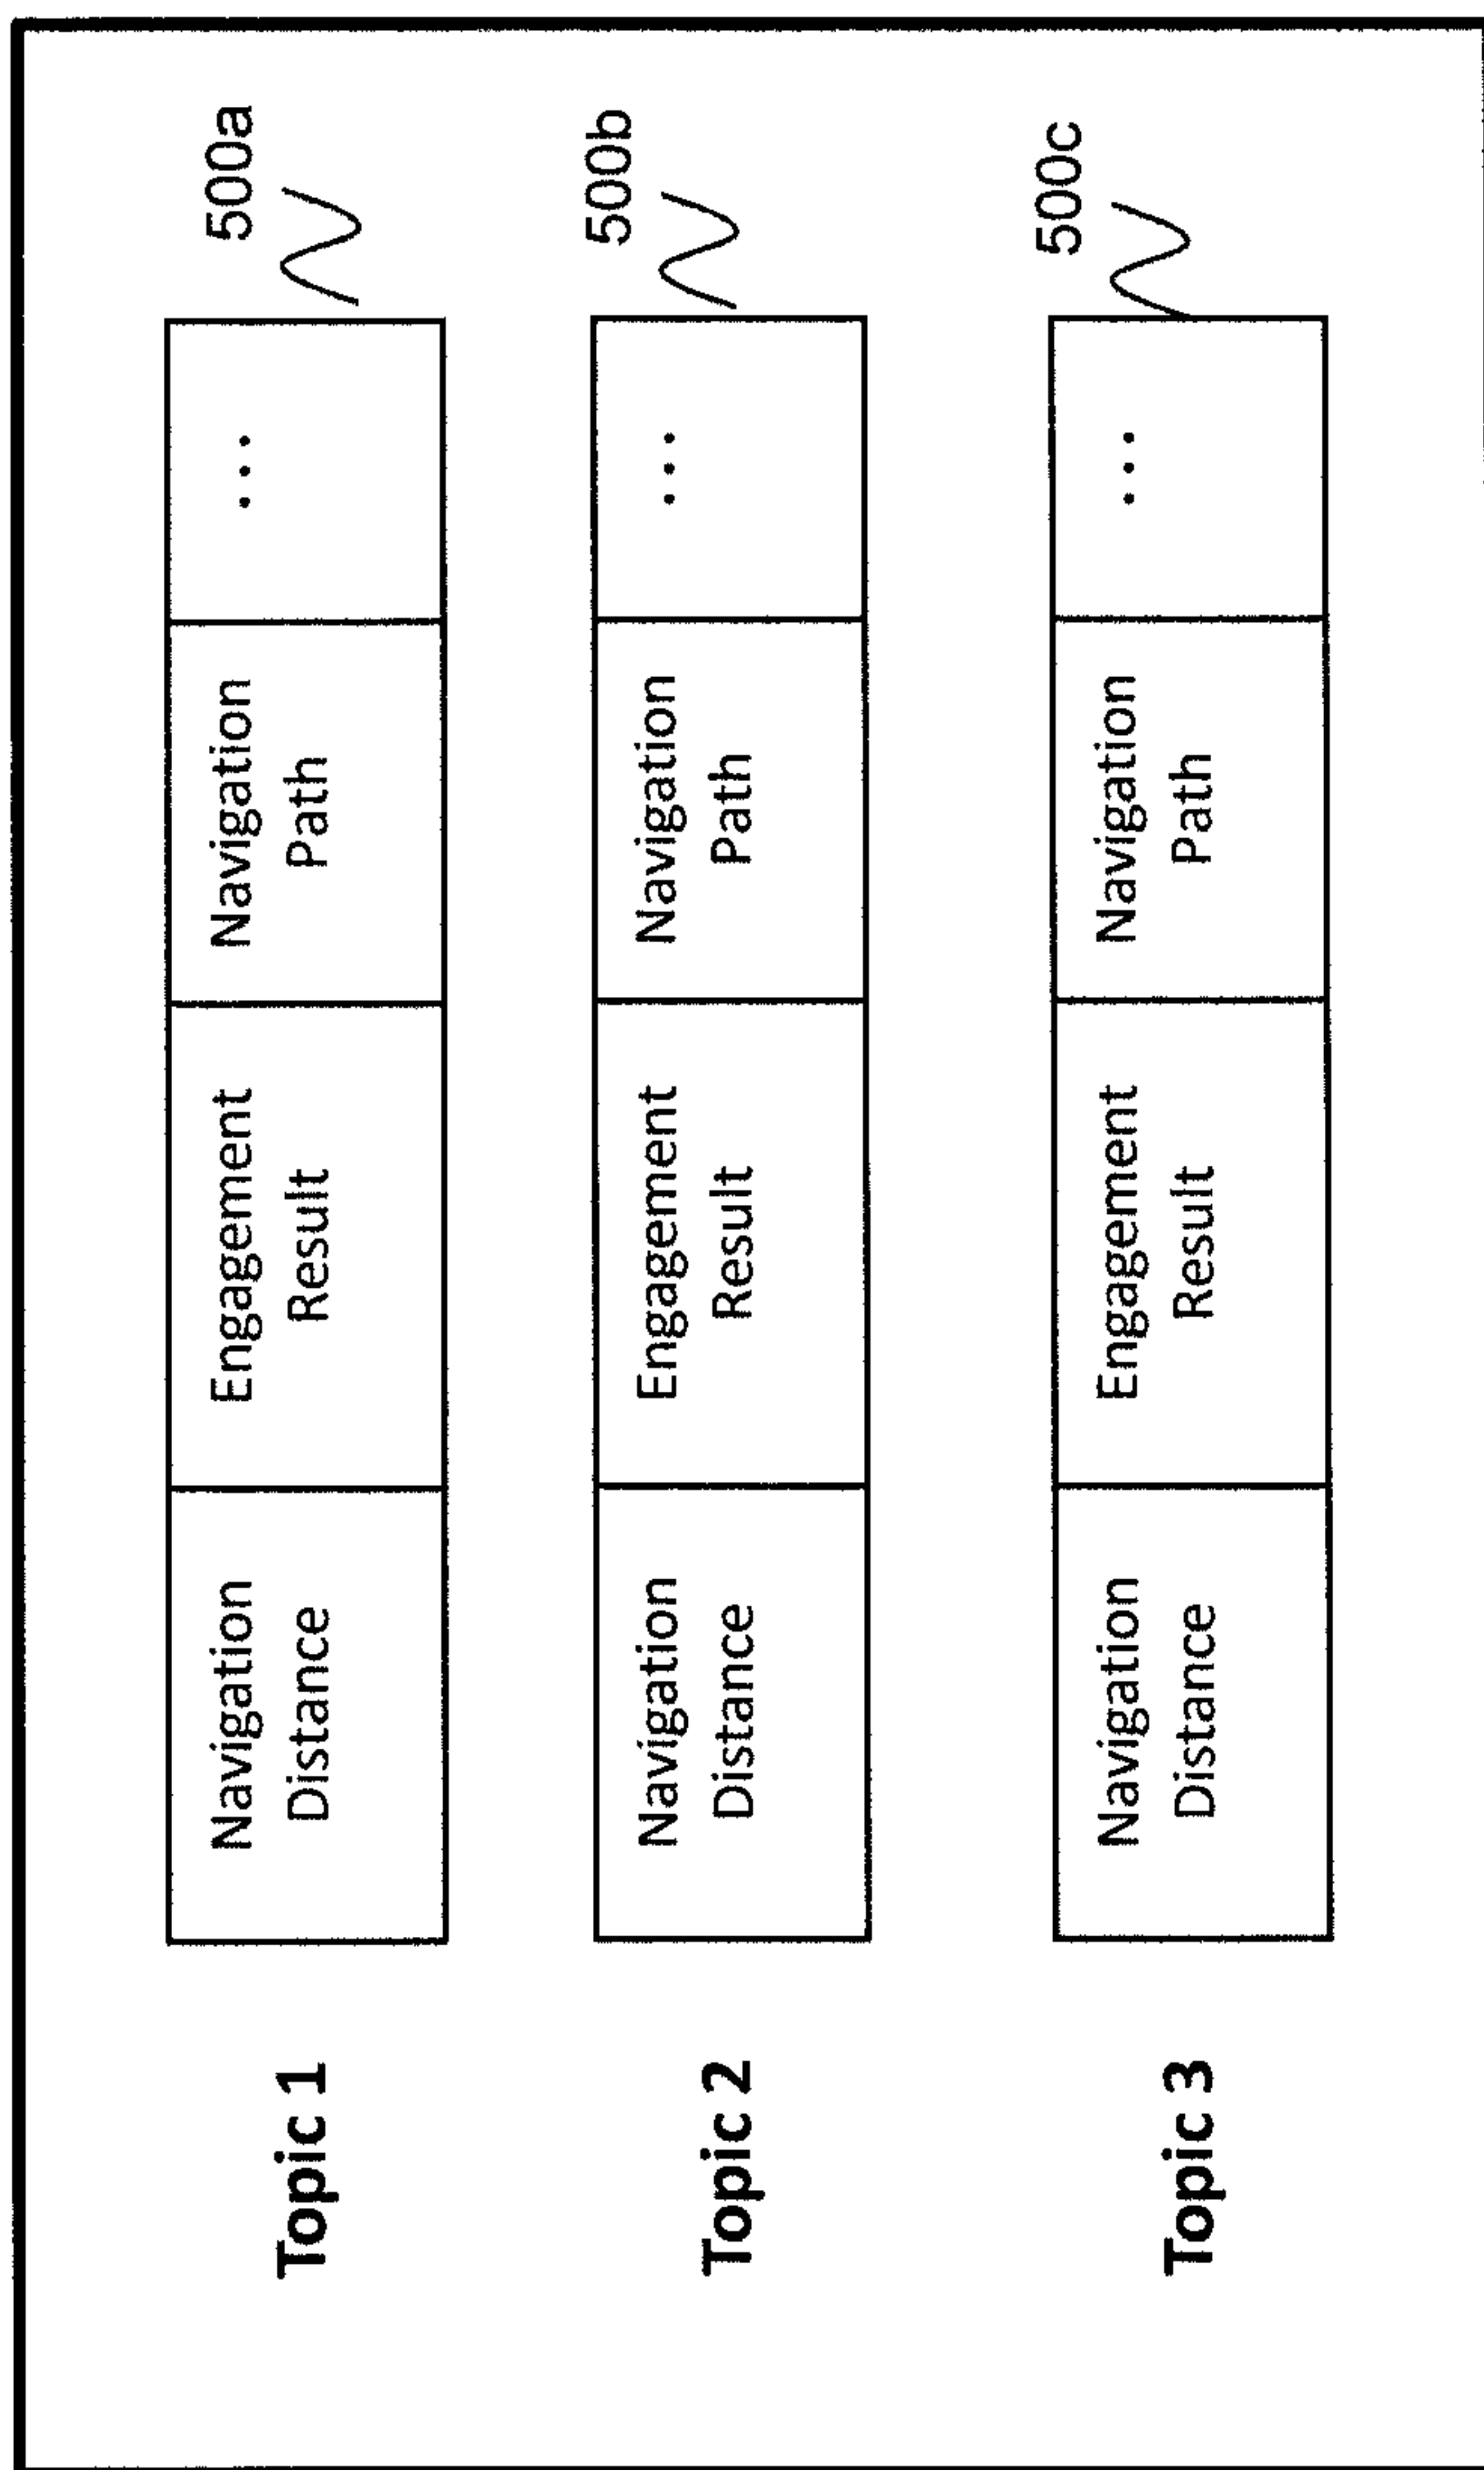 Topic 1
Navigation
Distance
Engagement
Result
Navigation
Path
...
500a
Topic 2
Navigation
Distance
Engagement
Result
Navigation
Path
...
500b
Topic 3
Navigation
Distance
Engagement
Result
Navigation
Path
...
500c